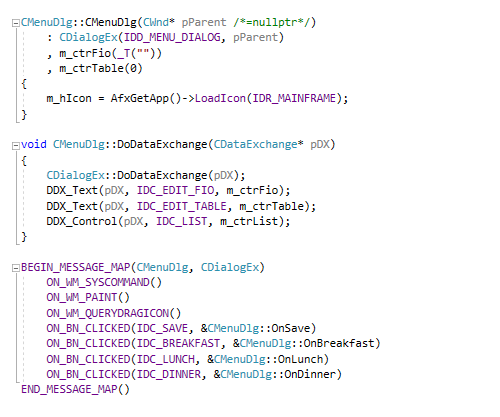 CMenuDlg::CMenuDlg(CWnd* pParent /*=nullptr*/)
    : CDialogEx(IDD_MENU_DIALOG, pParent)
    , m_ctrFio(_T(""))
    , m_ctrTable(0)
{
    m_hIcon = AfxGetApp()->LoadIcon(IDR_MAINFRAME);
}

void CMenuDlg::DoDataExchange(CDataExchange* pDX)
{
    CDialogEx::DoDataExchange(pDX);
    DDX_Text(pDX, IDC_EDIT_FIO, m_ctrFio);
    DDX_Text(pDX, IDC_EDIT_TABLE, m_ctrTable);
    DDX_Control(pDX, IDC_LIST, m_ctrList);
}

BEGIN_MESSAGE_MAP(CMenuDlg, CDialogEx)
    ON_WM_SYSCOMMAND()
    ON_WM_PAINT()
    ON_WM_QUERYDRAGICON()
    ON_BN_CLICKED(IDC_SAVE, &CMenuDlg::OnSave)
    ON_BN_CLICKED(IDC_BREAKFAST, &CMenuDlg::OnBreakfast)
    ON_BN_CLICKED(IDC_LUNCH, &CMenuDlg::OnLunch)
    ON_BN_CLICKED(IDC_DINNER, &CMenuDlg::OnDinner)
END_MESSAGE_MAP()